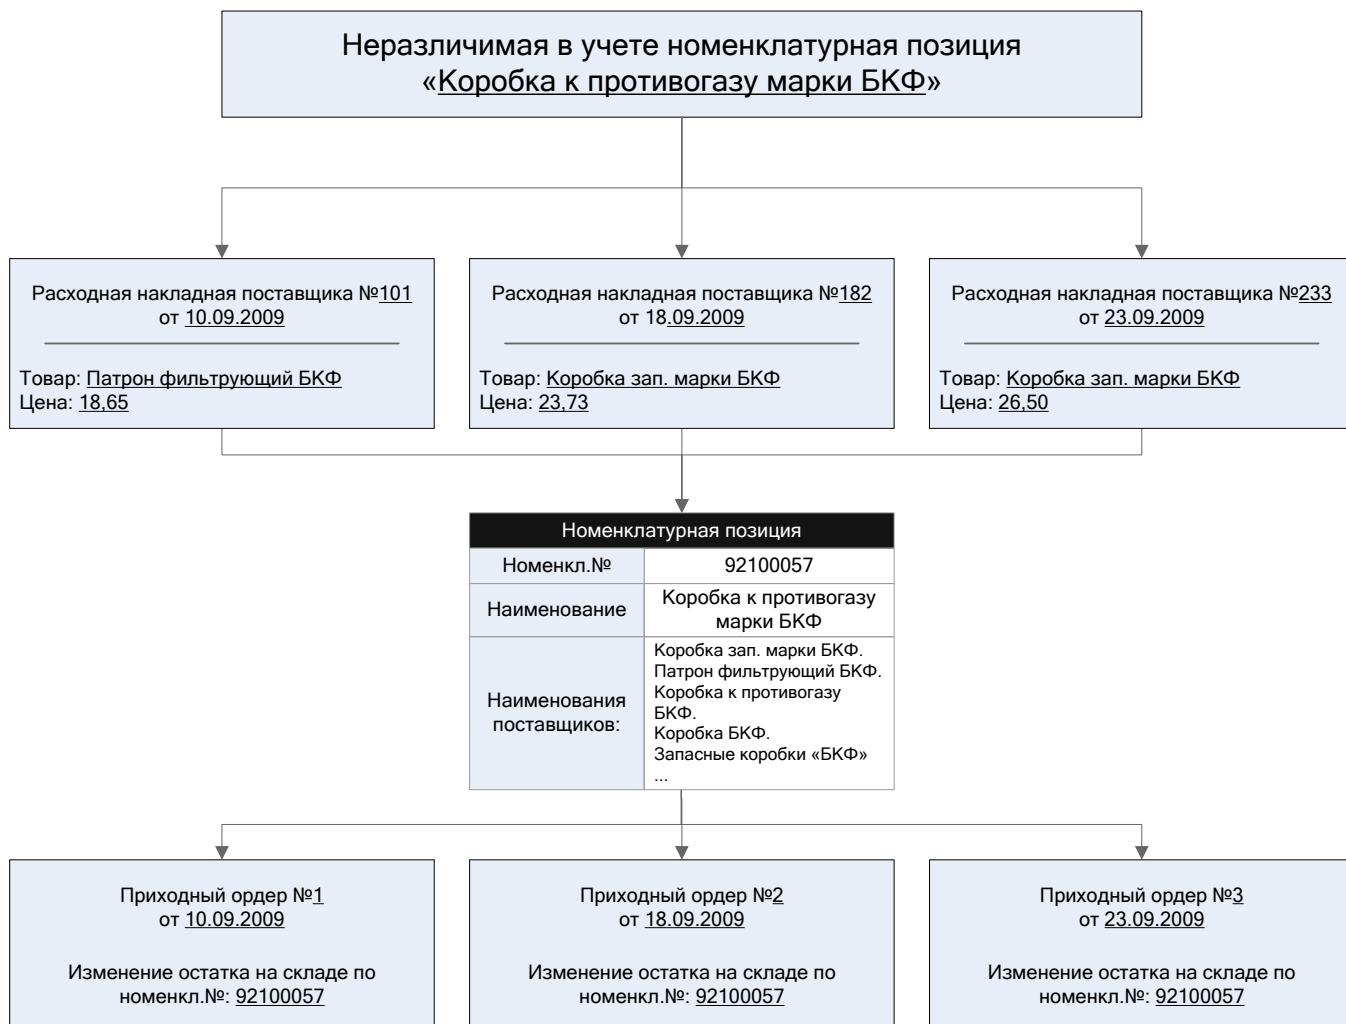 Неразличимая в учете номенклатурная позиция
«Коробка к противогазу марки БКФ»
Расходная накладная поставщика №101
от 10.09.2009
Товар: Патрон фильтрующий БКФ
Цена: 18,65
Расходная накладная поставщика №182
от 18.09.2009
Товар: Коробка зап. марки БКФ
Цена: 23,73
Расходная накладная поставщика №233
от 23.09.2009
Товар: Коробка зап. марки БКФ
Цена: 26,50
Номенклатурная позиция
Номенкл.№
92100057
Наименование
Коробка к противогазу
марки БКФ
Наименования
поставщиков:
Коробка зап. марки БКФ.
Патрон фильтрующий БКФ.
Коробка к противогазу
БКФ.
Коробка БКФ.
Запасные коробки «БКФ»
...
Приходный ордер №1
от 10.09.2009
Изменение остатка на складе по
номенкл.№: 92100057
Приходный ордер №2
от 18.09.2009
Изменение остатка на складе по
номенкл.№: 92100057
Приходный ордер №3
от 23.09.2009
Изменение остатка на складе по
номенкл.№: 92100057